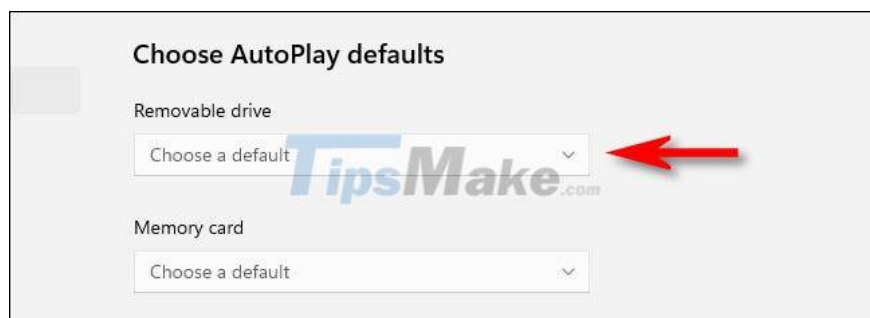 Choose AutoPlay defaults
Removable drive
Choose a default
TipsMake.com
Memory card
Choose a default